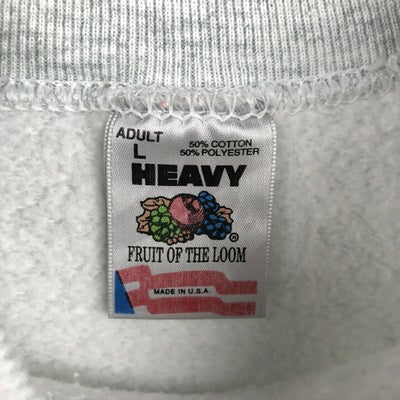 ADULT
L
50% COTTON
50% POLYESTER
HEAVY
®
FRUIT OF THE LOOM
MADE IN U.S.A.